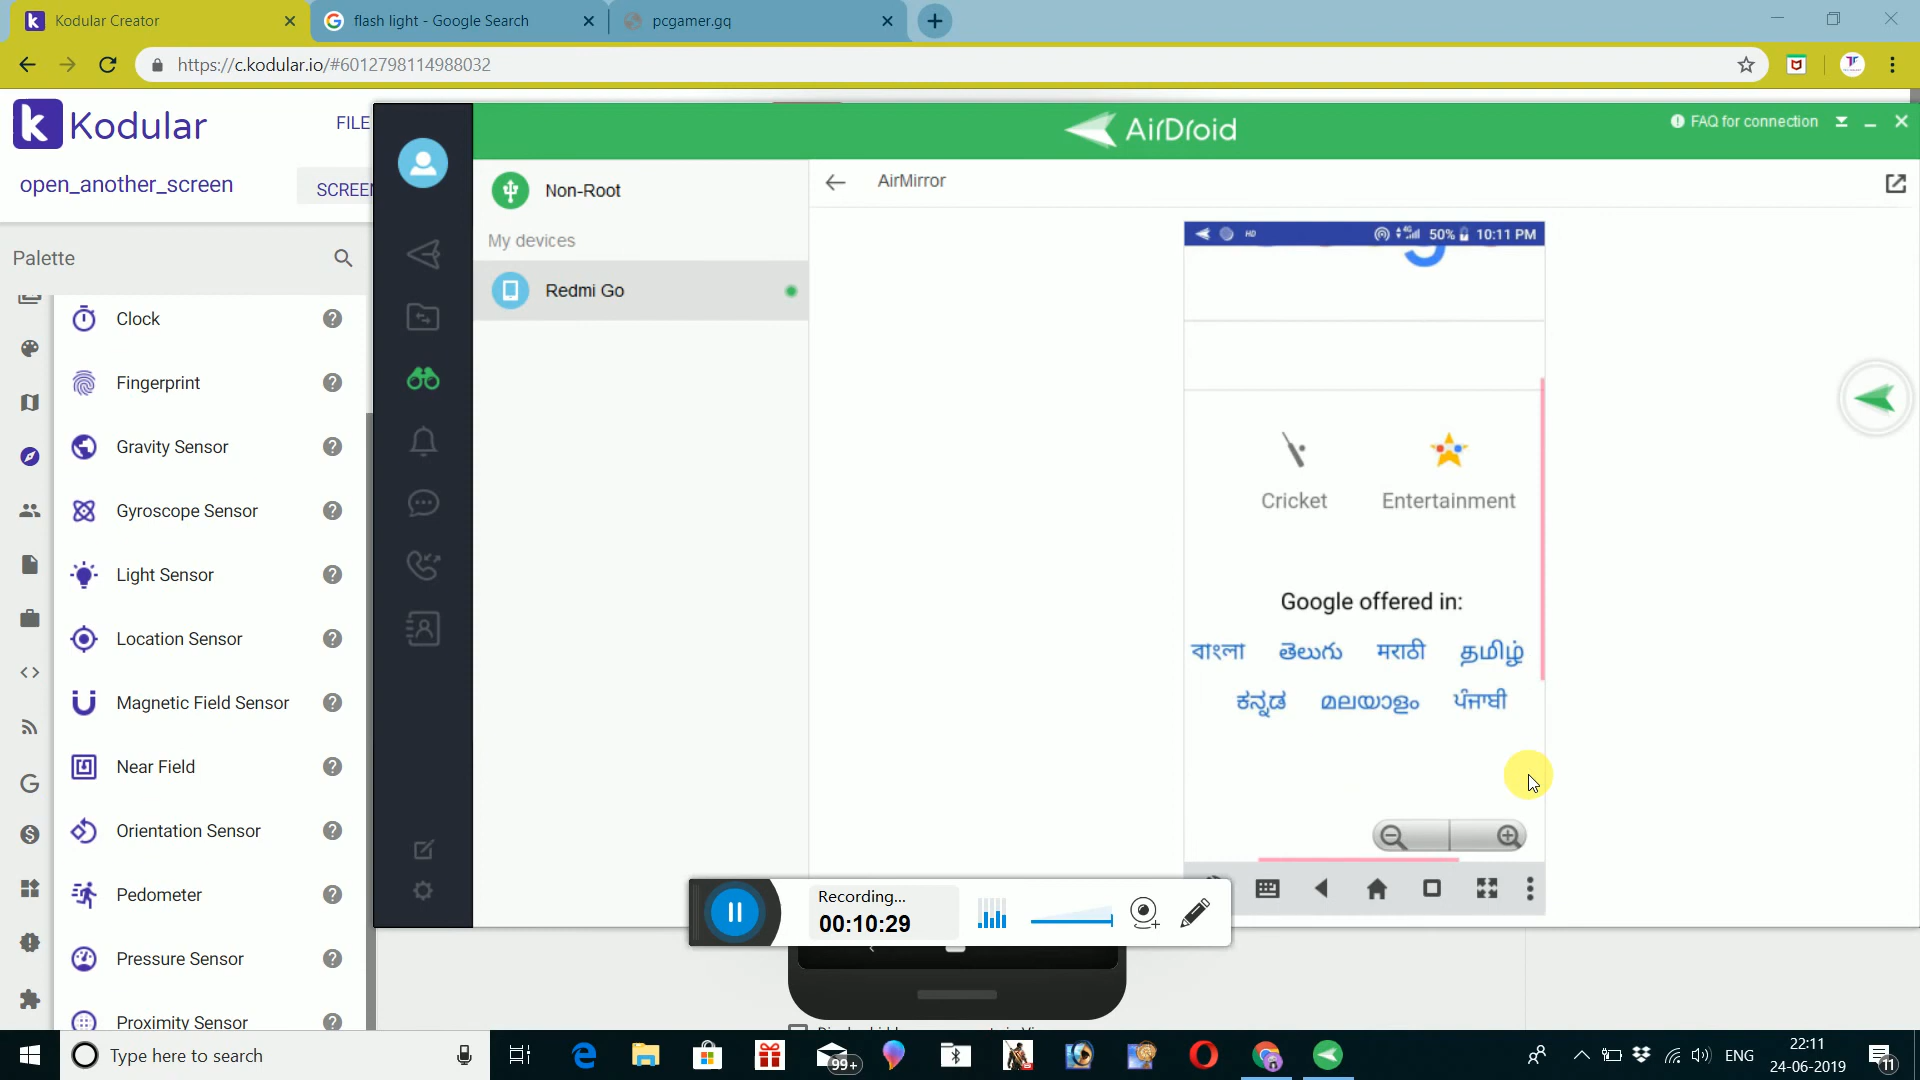 Kodular Creator
flash light - Google Search
pcgamer.gq
https://c.kodular.io/#6012798114988032
Kodular
FILE
open_another_screen
SCREEN
Palette
Clock
Fingerprint
Gravity Sensor
Gyroscope Sensor
Light Sensor
Location Sensor
Magnetic Field Sensor
Near Field
Orientation Sensor
Pedometer
Pressure Sensor
Proximity Sensor
AirDroid
FAQ for connection
Non-Root
My devices
Redmi Go
AirMirror
HD
4G
50%
10:11 PM
Cricket
Entertainment
Google offered in:
বাংলা తెలుగు मराठी தமிழ்
ಕನ್ನಡ മലയാളം ਪੰਜਾਬੀ
Recording...
00:10:29
Type here to search
99+
ENG
22:11
24-06-2019
11